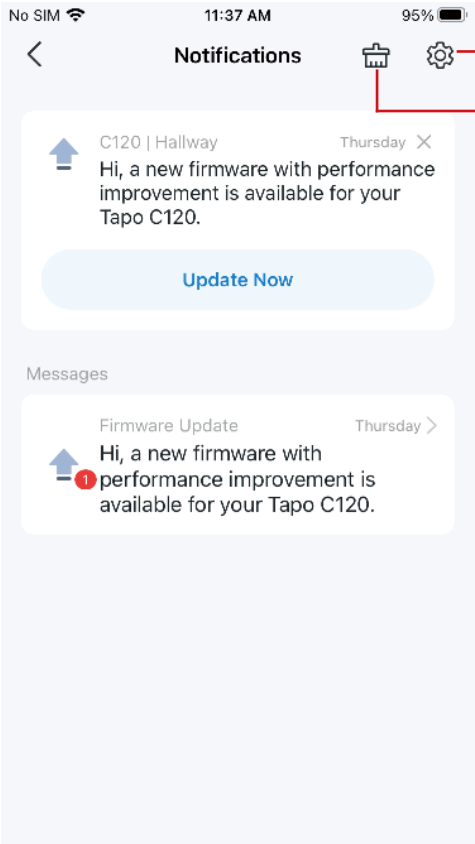 No SIM 11:37 AM 95%
Notifications
C120 | Hallway Thursday
Hi, a new firmware with performance
improvement is available for your
Tapo C120.
Update Now
Messages
Firmware Update Thursday
Hi, a new firmware with
1 performance improvement is
available for your Tapo C120.